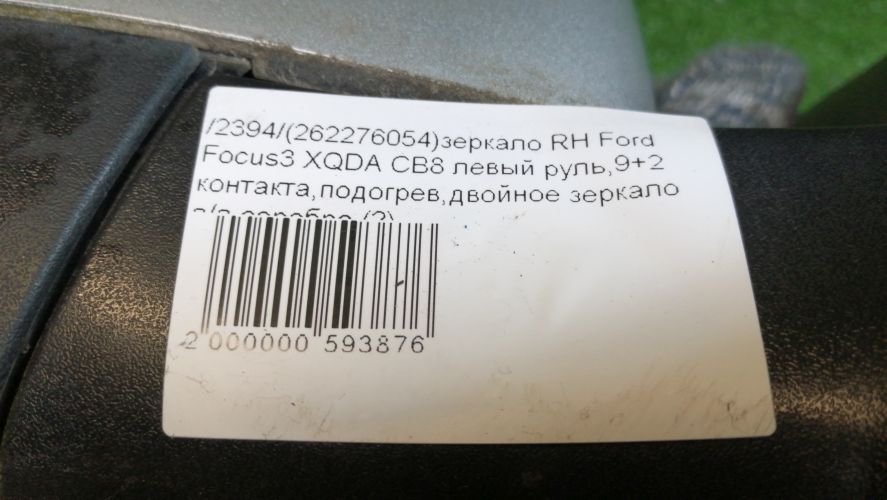 /2394/(262276054)зеркало RH Ford
Focus3 XQDA CB8 левый руль,9+2
контакта,подогрев,двойное зеркало
2 000000 593876